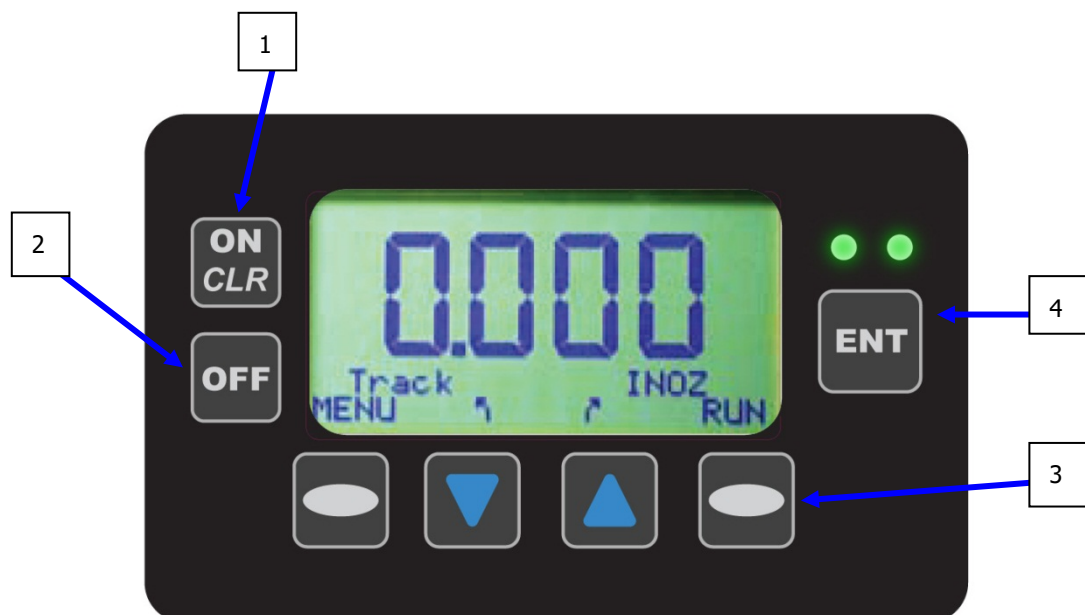 1
2
ON
CLR
OFF
0.000
Track INOZ
MENU RUN
ENT
4
3